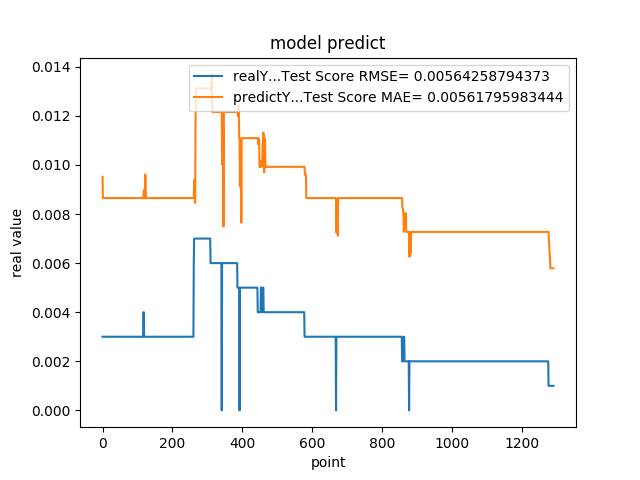 model predict
realY...Test Score RMSE= 0.00564258794373
predictY...Test Score MAE= 0.00561795983444
0.014
0.012
0.010
0.008
0.006
0.004
0.002
0.000
real value
0 200 400 600 800 1000 1200
point